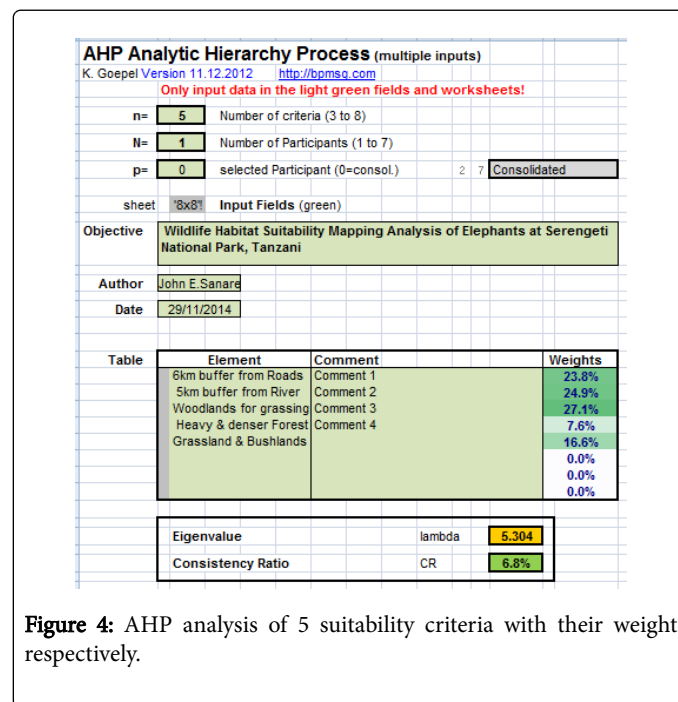 AHP Analytic Hierarchy Process (multiple inputs)
K. Goepel Version 11.12.2012 http://bpmsg.com
Only input data in the light green fields and worksheets!
n= 5 Number of criteria (3 to 8)
N= 1 Number of Participants (1 to 7)
p= 0 selected Participant (0=consol.) 2 7 Consolidated
sheet '8x8'! Input Fields (green)
Objective Wildlife Habitat Suitability Mapping Analysis of Elephants at Serengeti
National Park, Tanzani
Author John E.Sanare
Date 29/11/2014
Table Element Comment Weights
6km buffer from Roads Comment 1 23.8%
5km buffer from River Comment 2 24.9%
Woodlands for grassing Comment 3 27.1%
Heavy & denser Forest Comment 4 7.6%
Grassland & Bushlands 16.6%
0.0%
0.0%
0.0%
Eigenvalue lambda 5.304
Consistency Ratio CR 6.8%
Figure 4: AHP analysis of 5 suitability criteria with their weight
respectively.